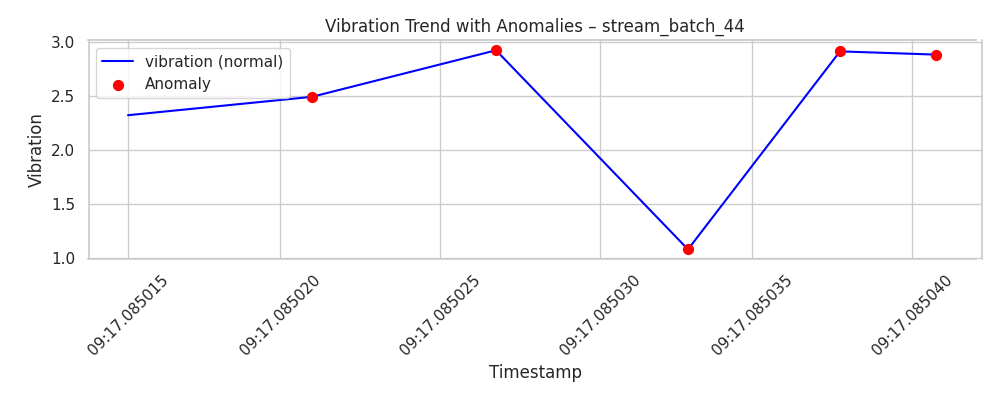 Vibration Trend with Anomalies – stream_batch_44
vibration (normal)
Anomaly
3.0
2.5
2.0
1.5
1.0
Vibration
09:17.085015
09:17.085020
09:17.085025
09:17.085030
09:17.085035
09:17.085040
Timestamp